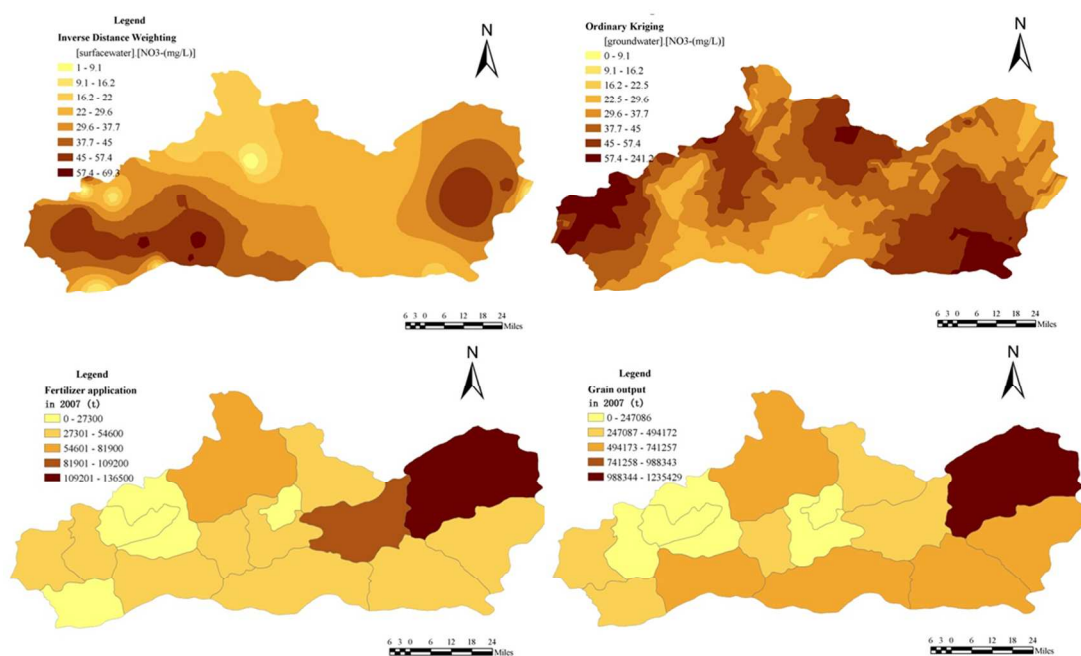 Legend
Inverse Distance Weighting
[surfacewater].[NO3-(mg/L)]
1 - 9.1
9.1 - 16.2
16.2 - 22
22 - 29.6
29.6 - 37.7
37.7 - 45
45 - 57.4
57.4 - 69.3
N
6 3 0 6 12 18 24
Miles
Legend
Ordinary Kriging
[groundwater].[NO3-(mg/L)]
0 - 9.1
9.1 - 16.2
16.2 - 22.5
22.5 - 29.6
29.6 - 37.7
37.7 - 45
45 - 57.4
57.4 - 241.2
N
6 3 0 6 12 18 24
Miles
Legend
Fertilizer application
in 2007 (t)
0 - 27300
27301 - 54600
54601 - 81900
81901 - 109200
109201 - 136500
N
6 3 0 6 12 18 24
Miles
Legend
Grain output
in 2007 (t)
0 - 247086
247087 - 494172
494173 - 741257
741258 - 988343
988344 - 1235429
N
6 3 0 6 12 18 24
Miles